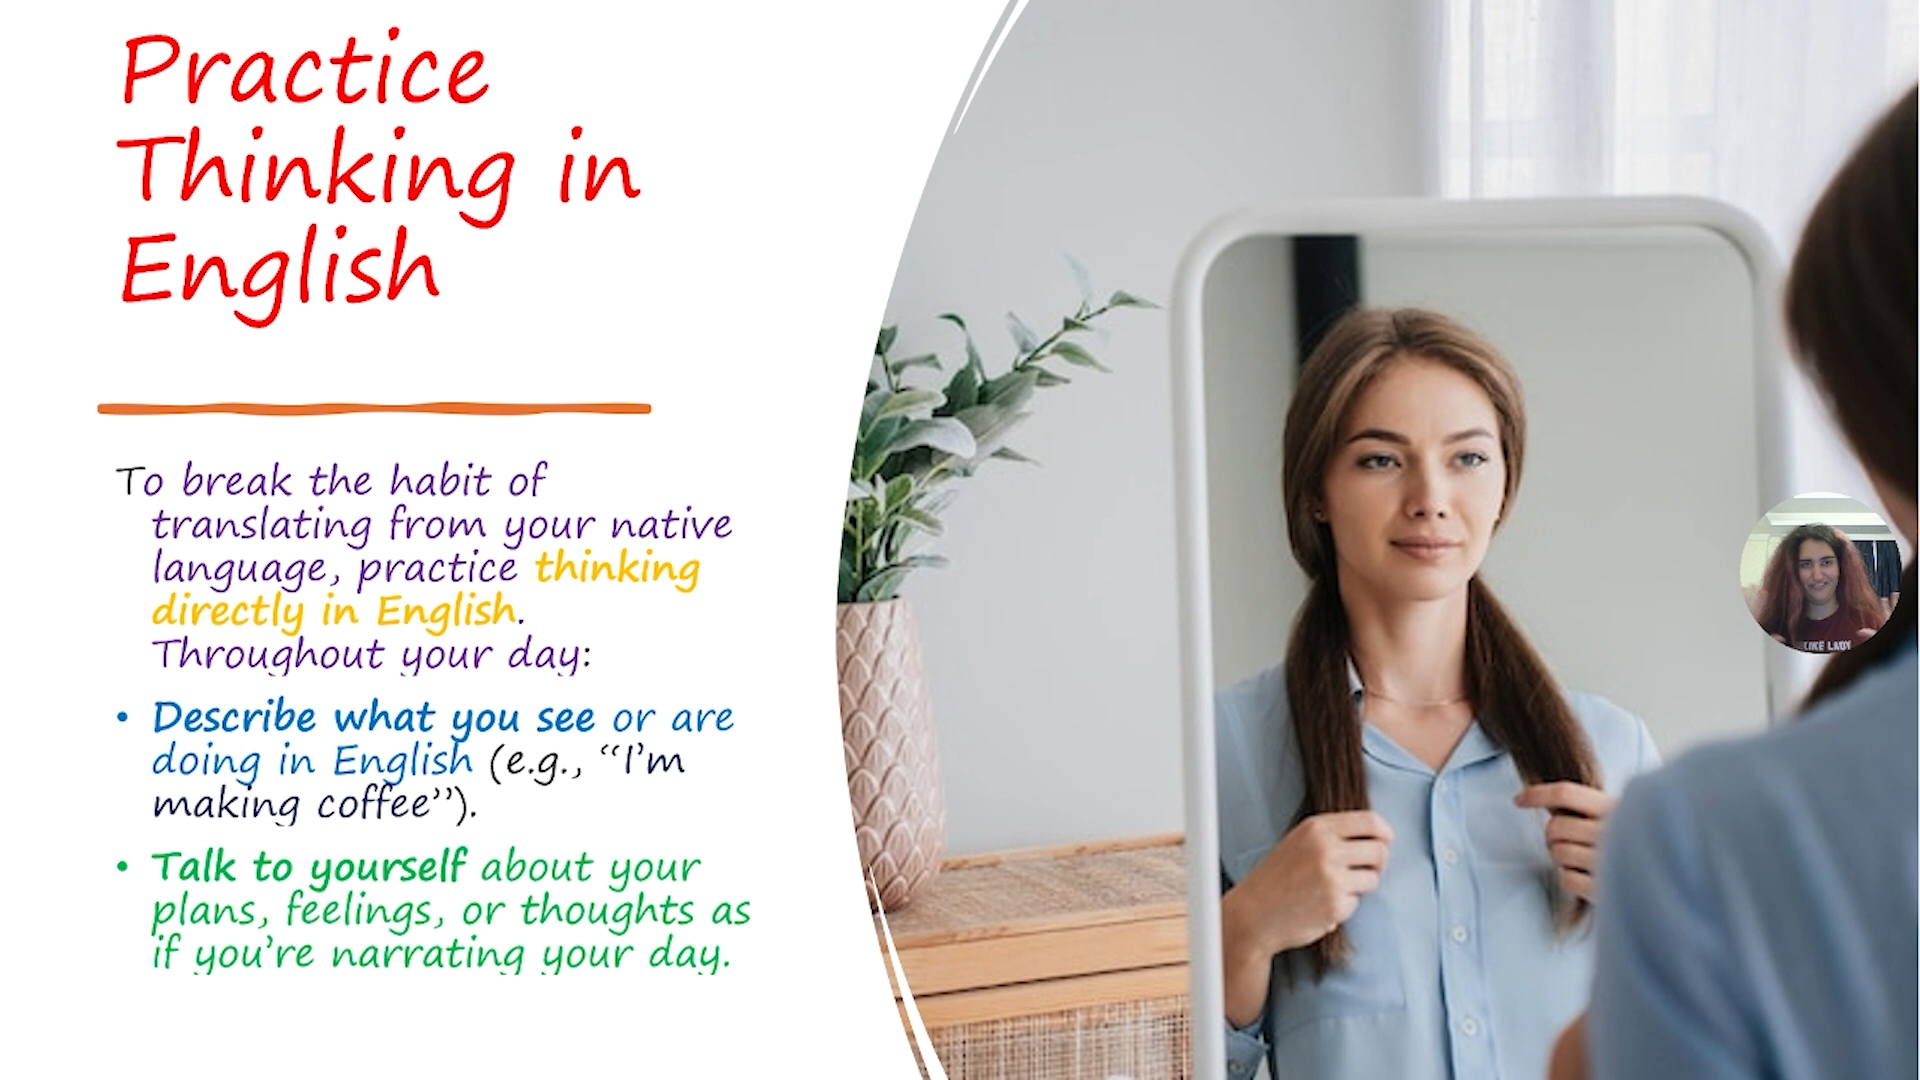 Practice
Thinking in
English
To break the habit of
translating from your native
language, practice thinking
directly in English.
Throughout your day:
• Describe what you see or are
doing in English (e.g., “I’m
making coffee”).
• Talk to yourself about your
plans, feelings, or thoughts as
if you’re narrating your day.
LIKE LADY